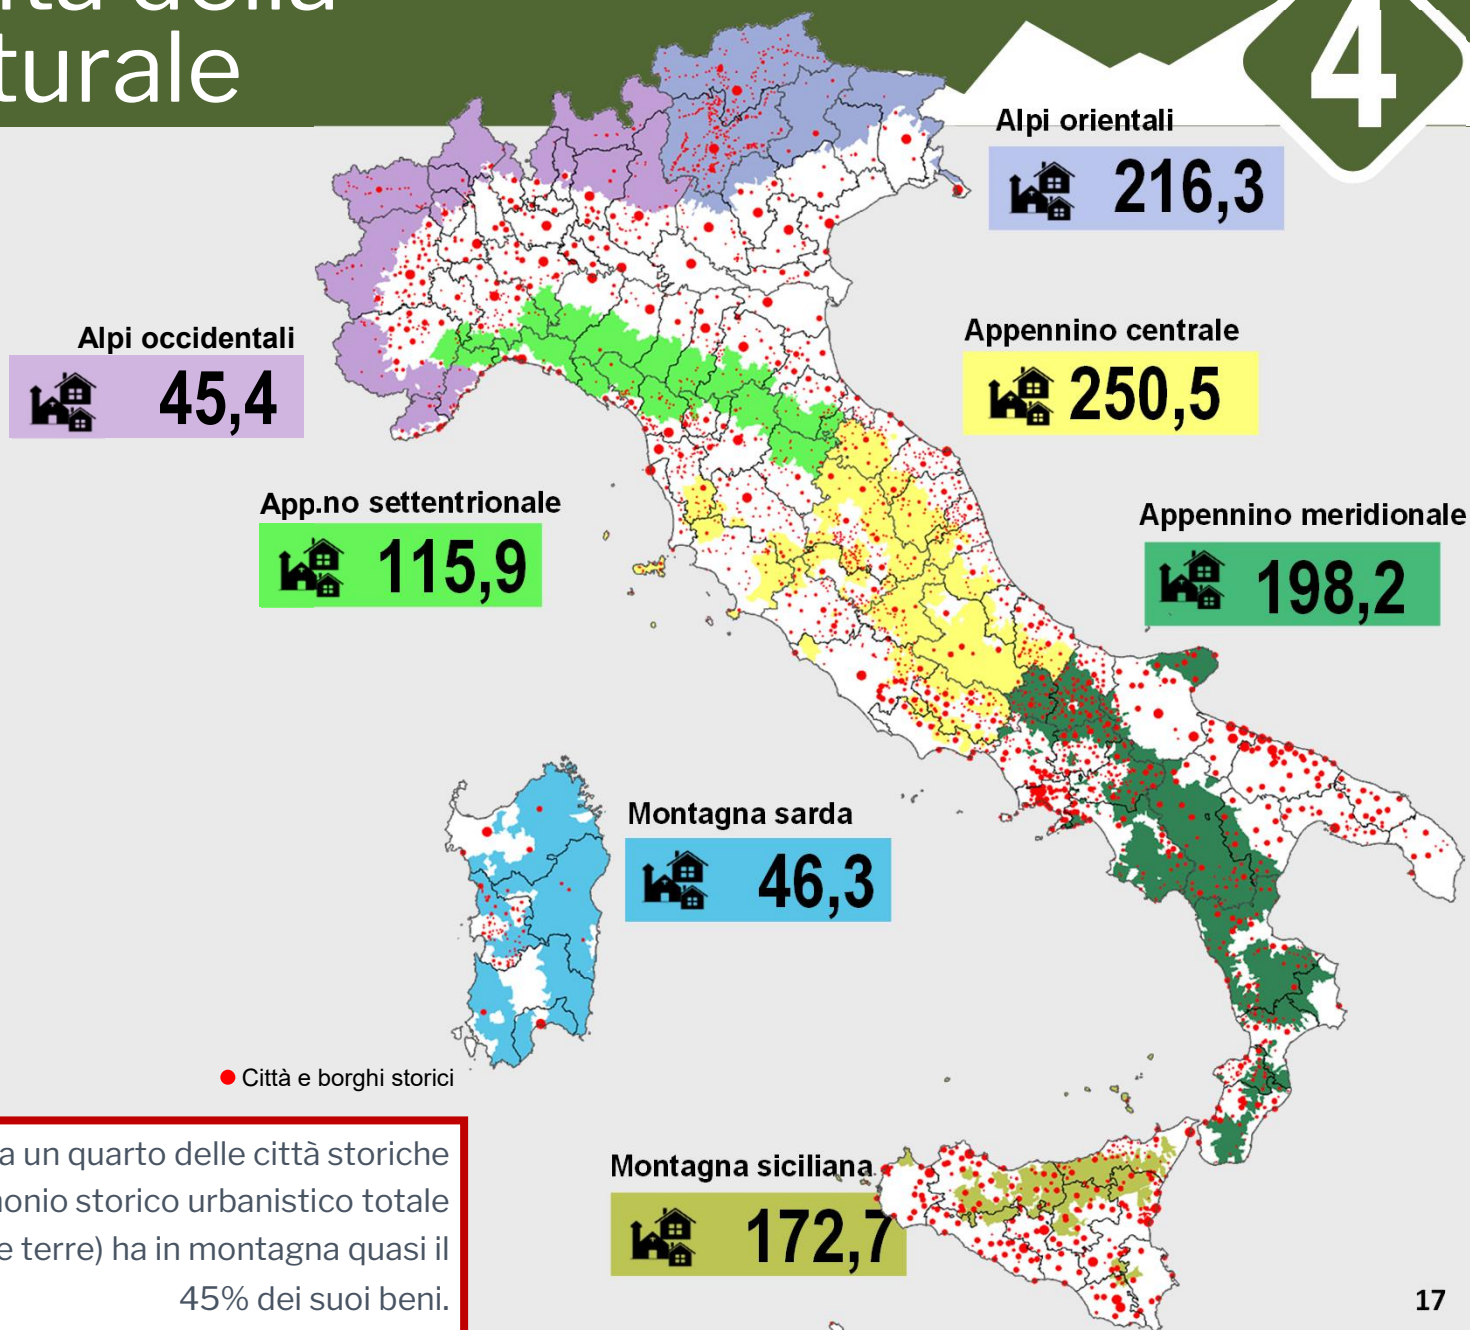 della
turale
4
Alpi orientali
216,3
Alpi occidentali
45,4
Appennino centrale
250,5
App.no settentrionale
115,9
Appennino meridionale
198,2
Montagna sarda
46,3
Città e borghi storici
Montagna siciliana
172,7
a un quarto delle città storiche
onio storico urbanistico totale
e terre) ha in montagna quasi il
45% dei suoi beni.
17